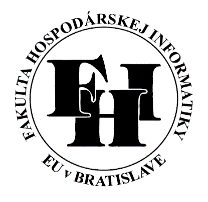 FAKULTA HOSPODÁRSKEJ INFORMATIKY
FHI
EU v BRATISLAVE